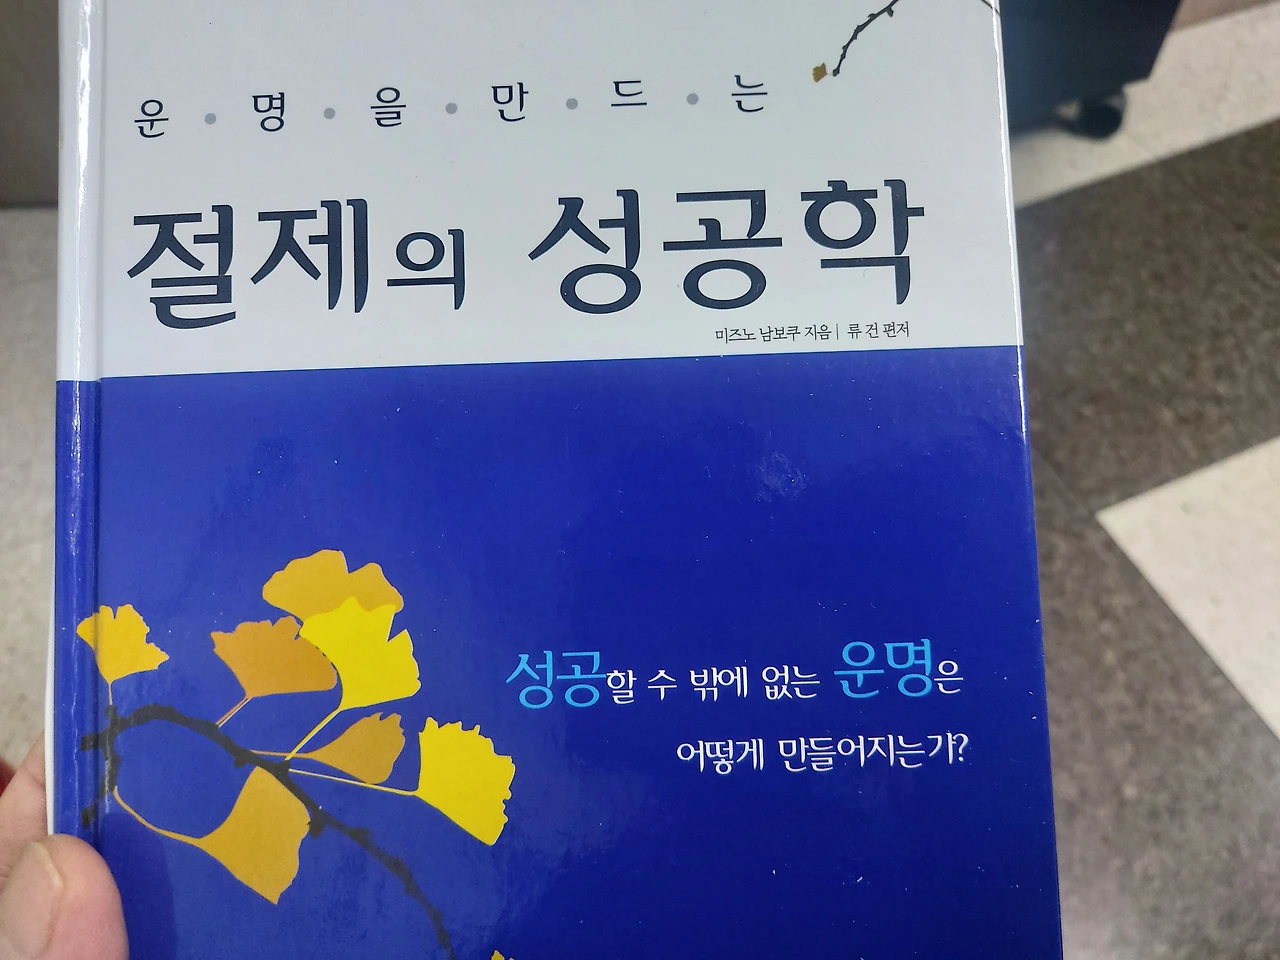 운·명·을·만·드·는
절제의 성공학
미즈노 남보쿠 지음 | 류 건 편저
성공할 수 밖에 없는 운명은
어떻게 만들어지는가?